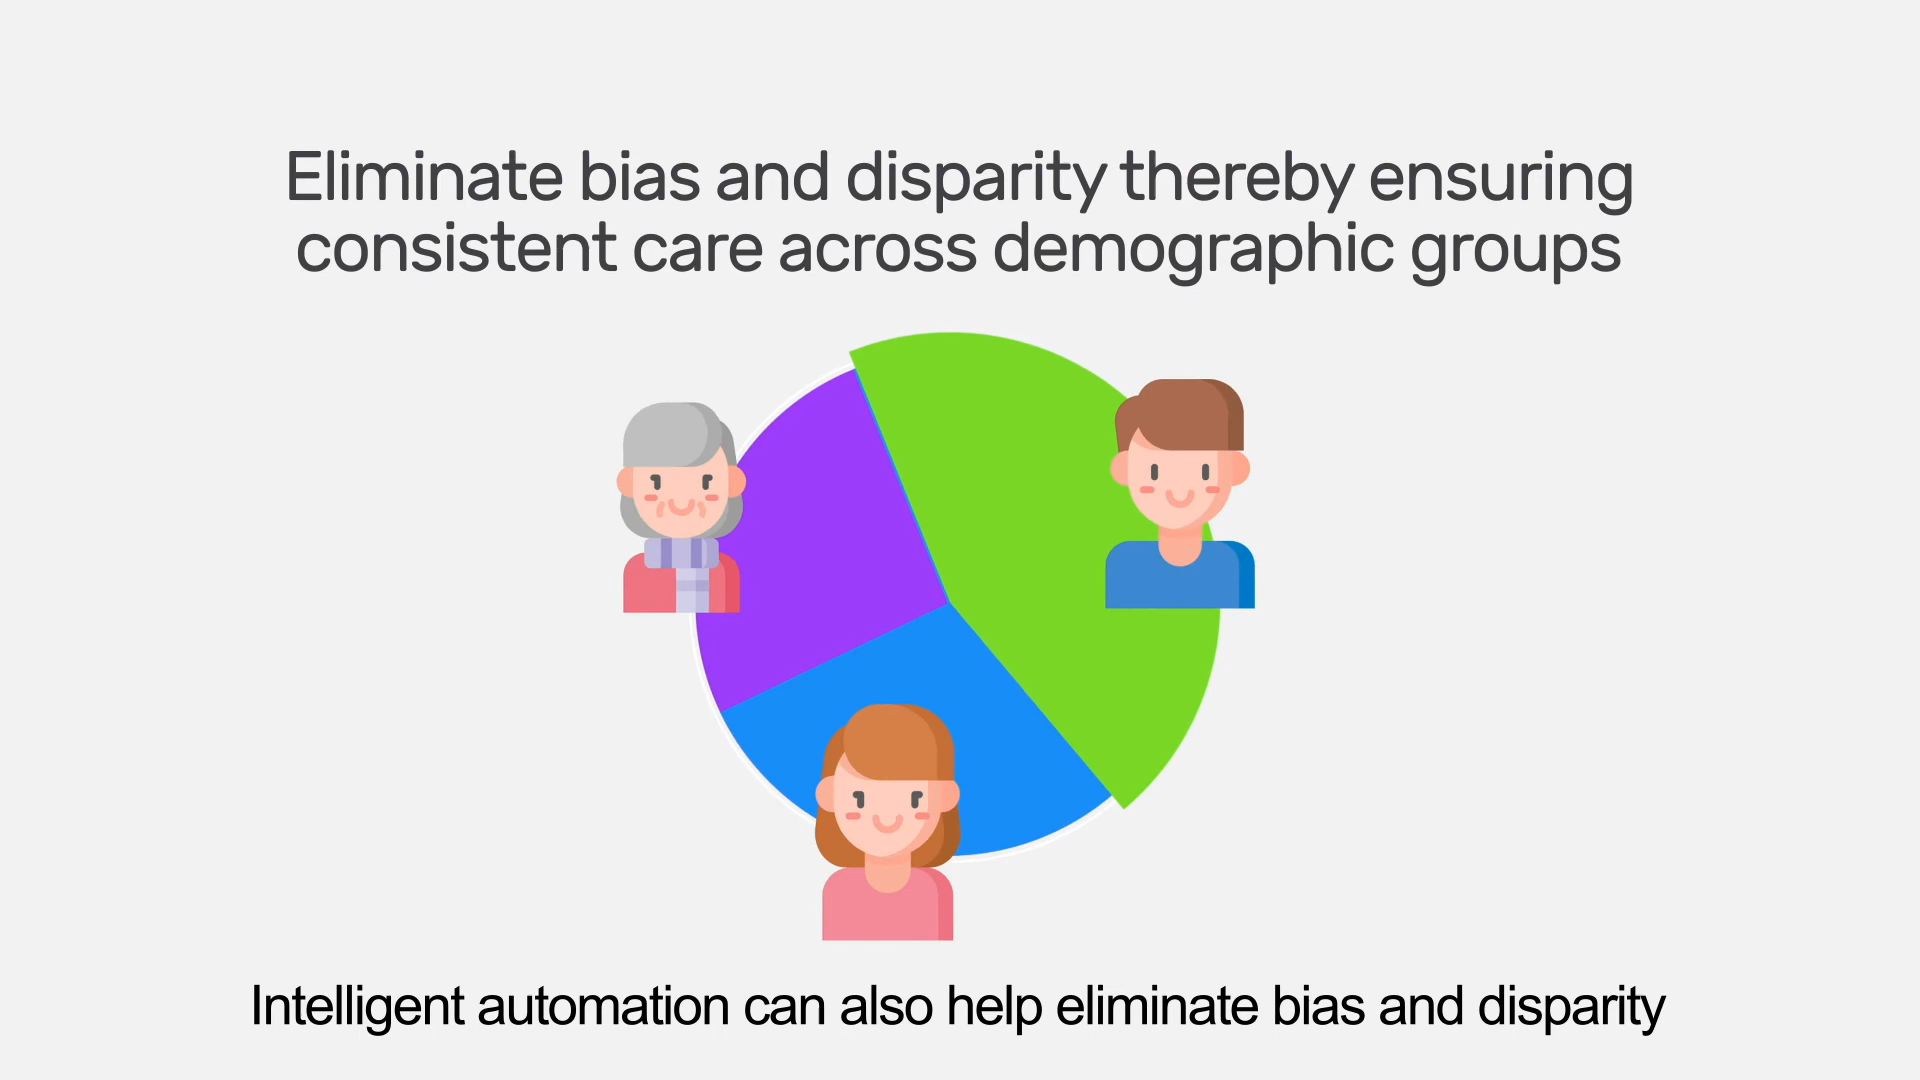 Eliminate bias and disparity thereby ensuring
consistent care across demographic groups
Intelligent automation can also help eliminate bias and disparity